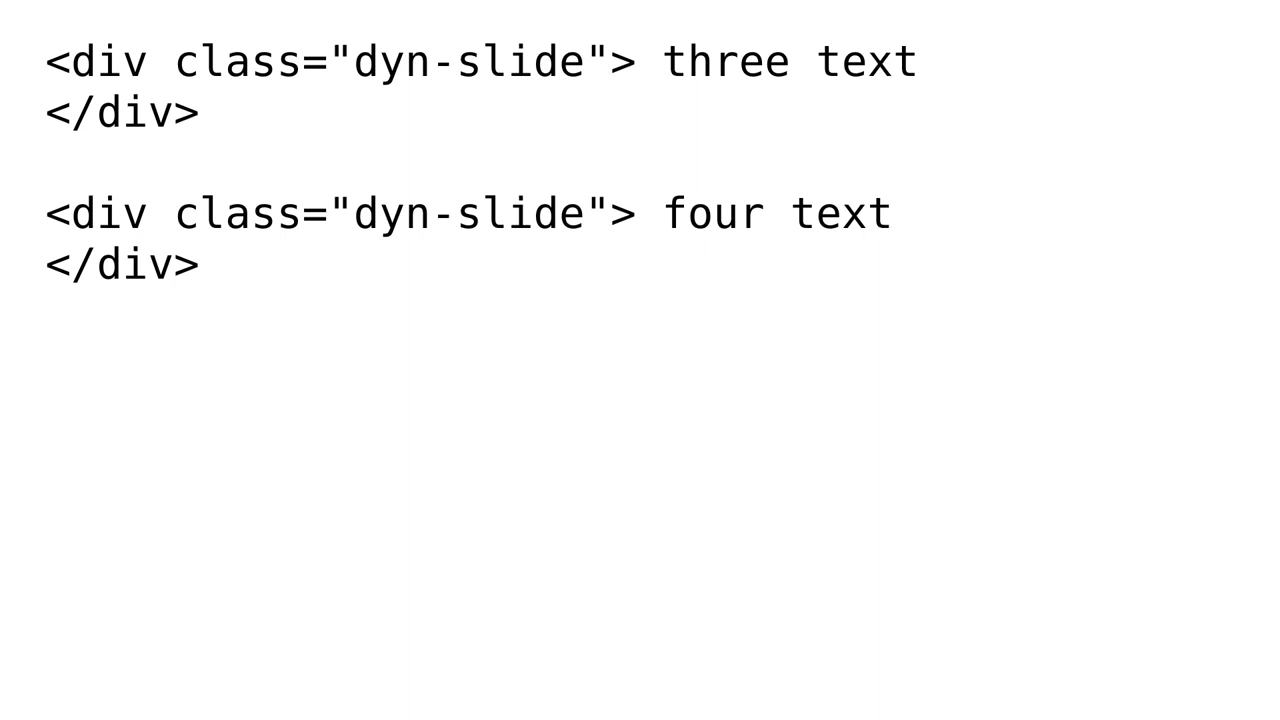 <div class="dyn-slide"> three text
</div>

<div class="dyn-slide"> four text
</div>